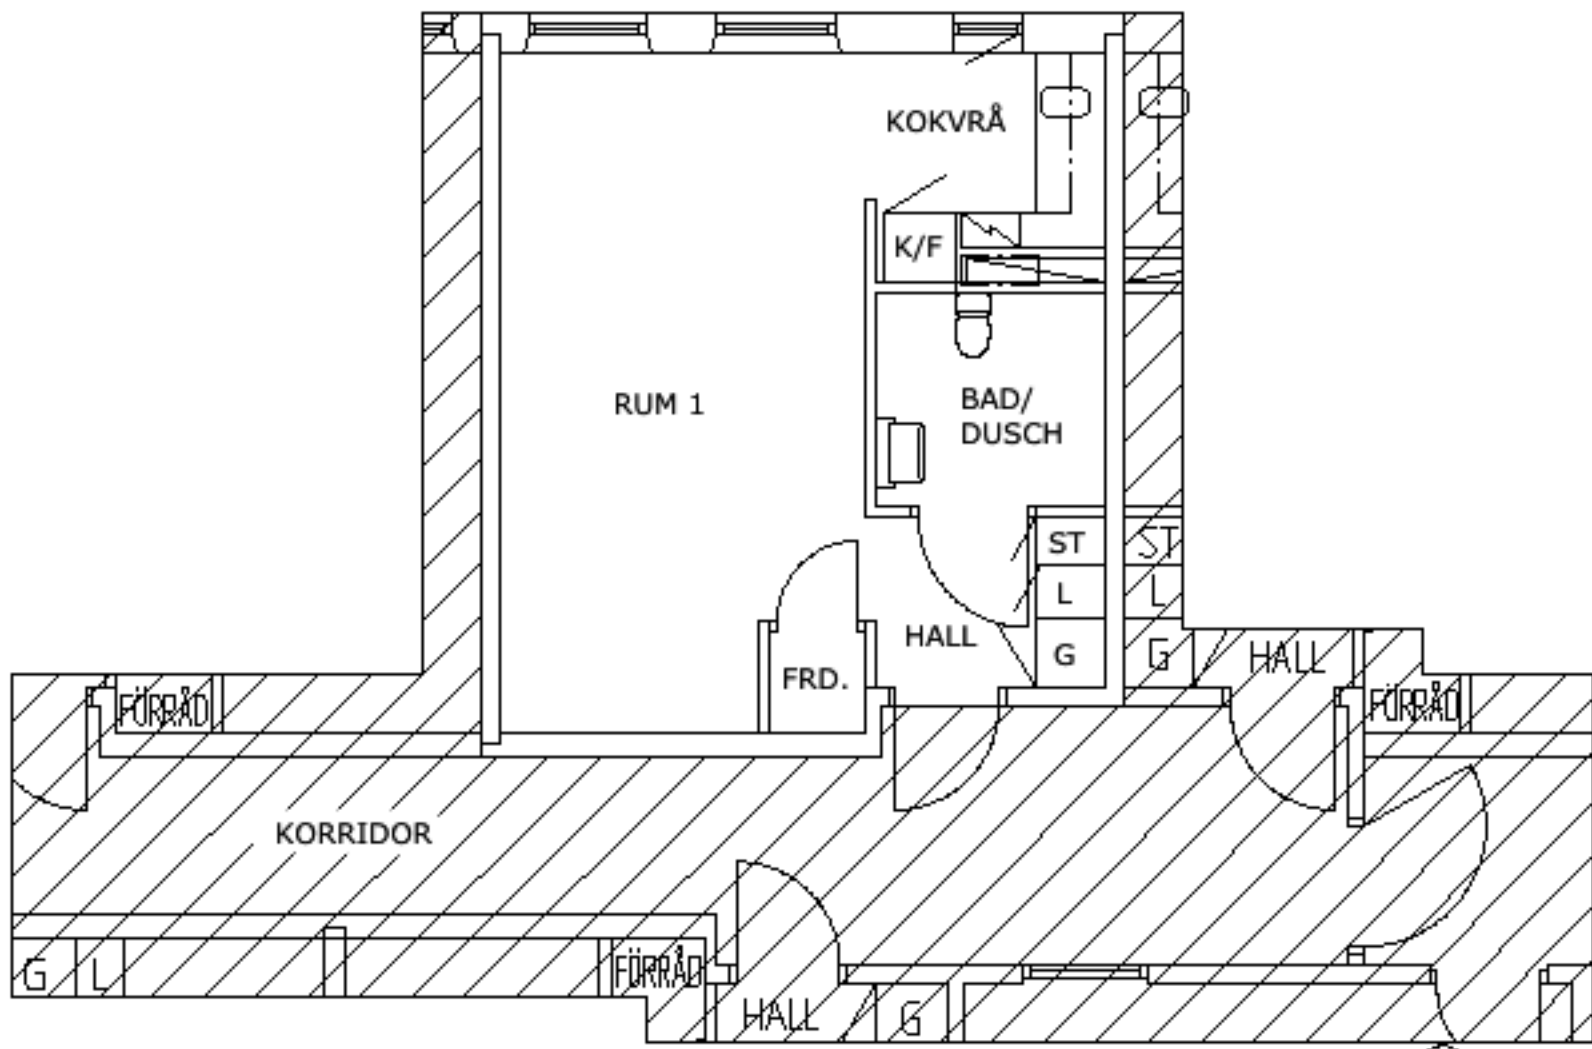 KOKVRÅ
K/F
RUM 1
BAD/
DUSCH
ST
ST
L
L
HALL
G
G
HALL
FRD.
FÖRRÅD
FÖRRÅD
KORRIDOR
G
L
FÖRRÅD
HALL
G